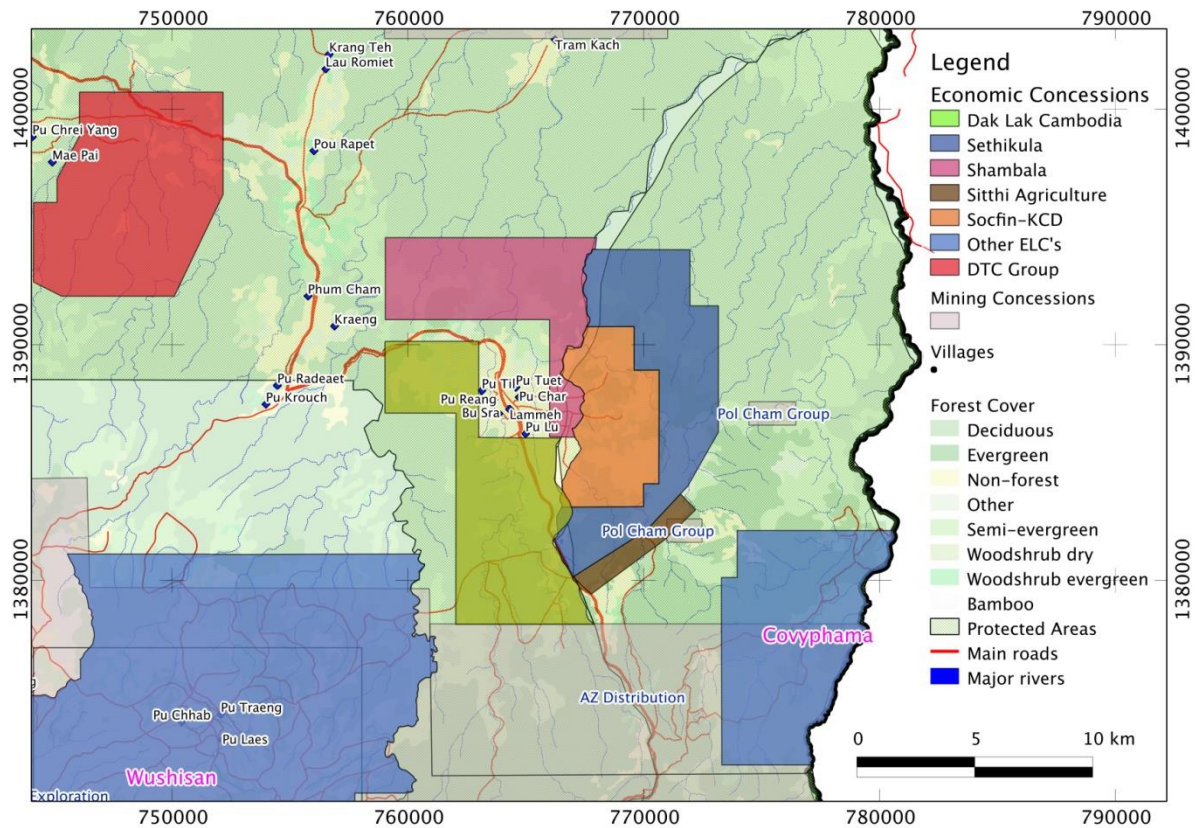 750000 760000 770000 780000 790000
Krang Teh
Lau Romiet
Tram Kach
1400000
Pu Chrei Yang
Mae Pai
Pou Rapet
Phum Cham
Kraeng
1390000
Pu Radeaet
Pu Krouch
Pu Til
Pu Tuet
Pu Reang
Pu Char
Bu Sra
Lammeh
Pu Lu
Pol Cham Group
Pol Cham Group
1380000
Covyphama
AZ Distribution
Pu Chhab
Pu Traeng
Pu Laes
Wushisan
Exploration
750000 760000 770000 780000 790000
Legend
Economic Concessions
Dak Lak Cambodia
Sethikula
Shambala
Sitthi Agriculture
Socfin-KCD
Other ELC's
DTC Group
Mining Concessions
Villages
Forest Cover
Deciduous
Evergreen
Non-forest
Other
Semi-evergreen
Woodshrub dry
Woodshrub evergreen
Bamboo
Protected Areas
Main roads
Major rivers
0 5 10 km
1400000
1390000
1380000